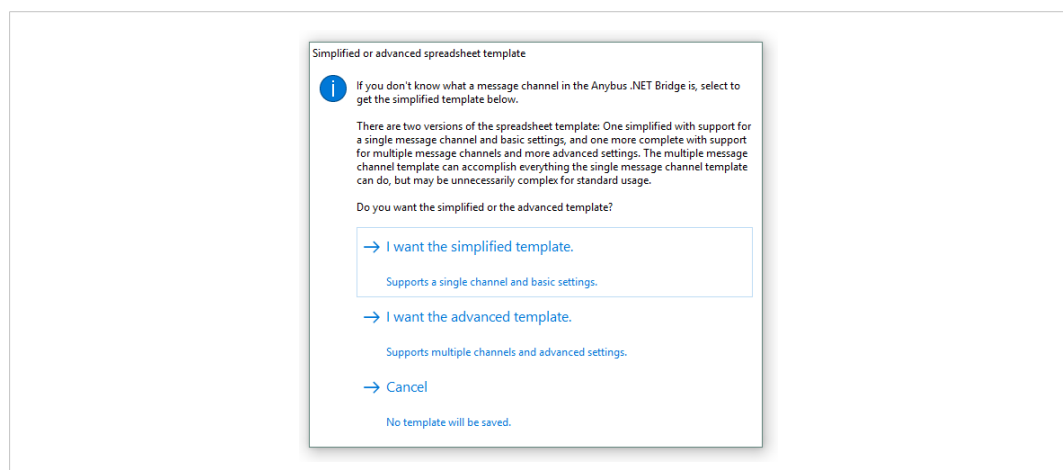 Simplified or advanced spreadsheet template
If you don't know what a message channel in the Anybus .NET Bridge is, select to
get the simplified template below.
There are two versions of the spreadsheet template: One simplified with support for
a single message channel and basic settings, and one more complete with support
for multiple message channels and more advanced settings. The multiple message
channel template can accomplish everything the single message channel template
can do, but may be unnecessarily complex for standard usage.
Do you want the simplified or the advanced template?
→ I want the simplified template.
Supports a single channel and basic settings.
→ I want the advanced template.
Supports multiple channels and advanced settings.
→ Cancel
No template will be saved.